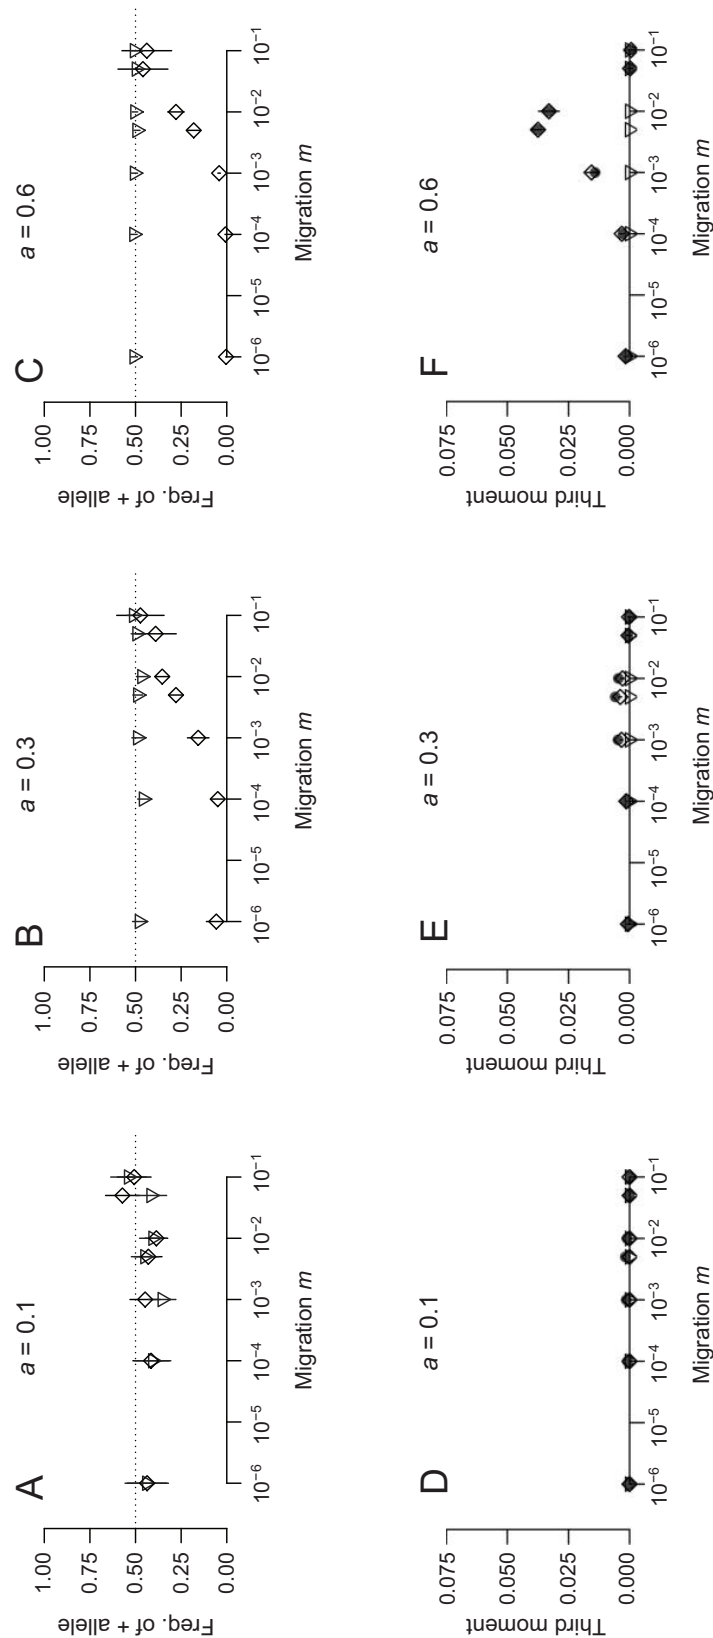 A
a = 0.1
Freq. of + allele
1.00
0.75
0.50
0.25
0.00
10⁻⁶
10⁻⁵
10⁻⁴
10⁻³
10⁻²
10⁻¹
Migration m
B
a = 0.3
Freq. of + allele
1.00
0.75
0.50
0.25
0.00
10⁻⁶
10⁻⁵
10⁻⁴
10⁻³
10⁻²
10⁻¹
Migration m
C
a = 0.6
Freq. of + allele
1.00
0.75
0.50
0.25
0.00
10⁻⁶
10⁻⁵
10⁻⁴
10⁻³
10⁻²
10⁻¹
Migration m
D
a = 0.1
Third moment
0.075
0.050
0.025
0.000
10⁻⁶
10⁻⁵
10⁻⁴
10⁻³
10⁻²
10⁻¹
Migration m
E
a = 0.3
Third moment
0.075
0.050
0.025
0.000
10⁻⁶
10⁻⁵
10⁻⁴
10⁻³
10⁻²
10⁻¹
Migration m
F
a = 0.6
Third moment
0.075
0.050
0.025
0.000
10⁻⁶
10⁻⁵
10⁻⁴
10⁻³
10⁻²
10⁻¹
Migration m